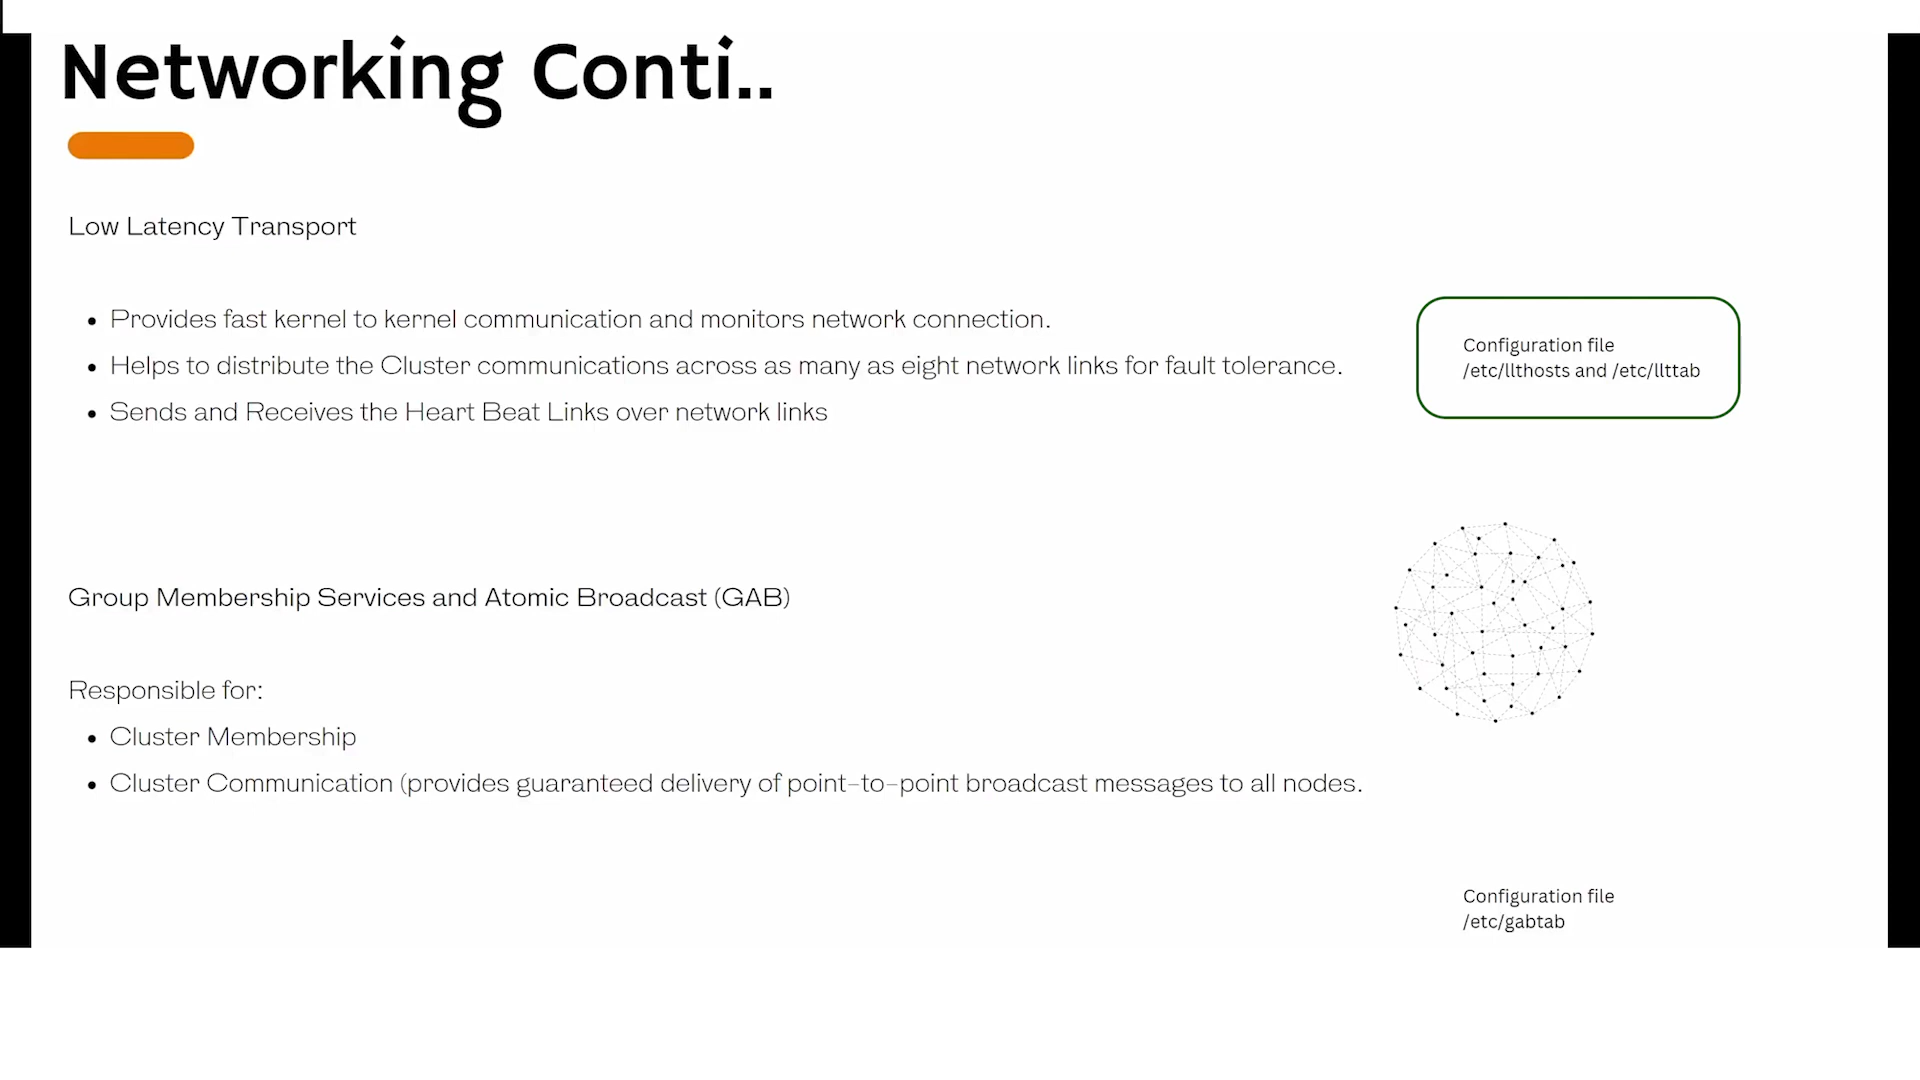 Networking Conti..
Low Latency Transport
• Provides fast kernel to kernel communication and monitors network connection.
• Helps to distribute the Cluster communications across as many as eight network links for fault tolerance.
• Sends and Receives the Heart Beat Links over network links
Configuration file
/etc/llthosts and /etc/llttab
Group Membership Services and Atomic Broadcast (GAB)
Responsible for:
• Cluster Membership
• Cluster Communication (provides guaranteed delivery of point-to-point broadcast messages to all nodes.
Configuration file
/etc/gabtab